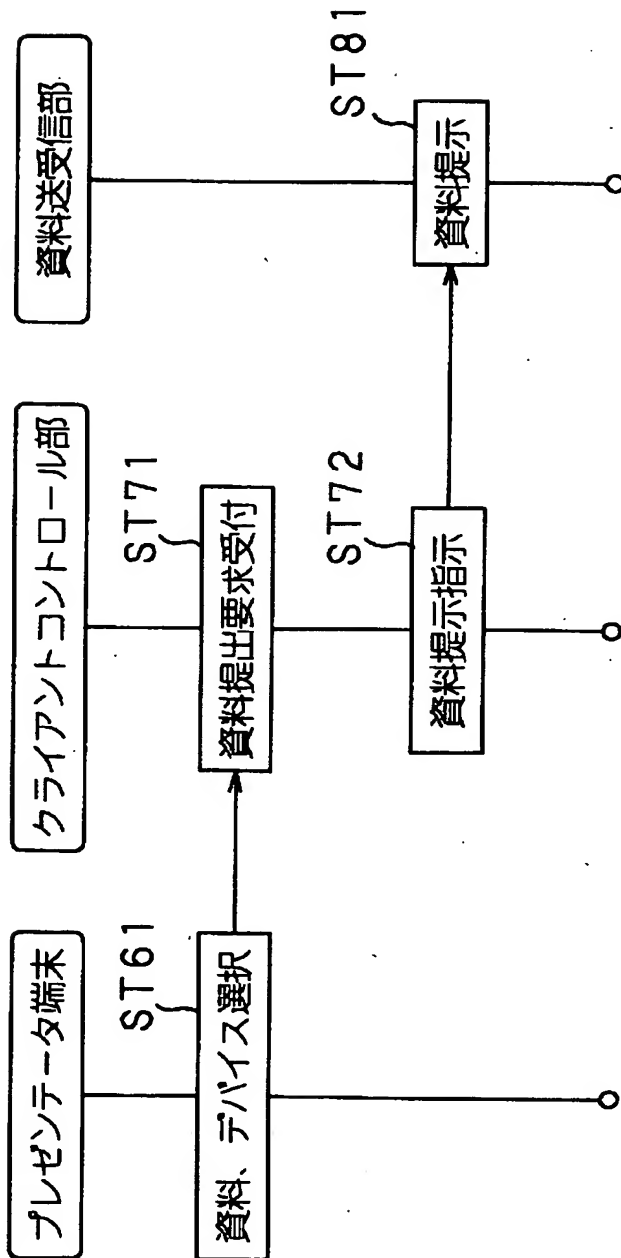 プレゼンテータ端末
クライアントコントロール部
資料送受信部
ST61
資料、デバイス選択
ST71
資料提出要求受付
ST72
資料提示指示
ST81
資料提示